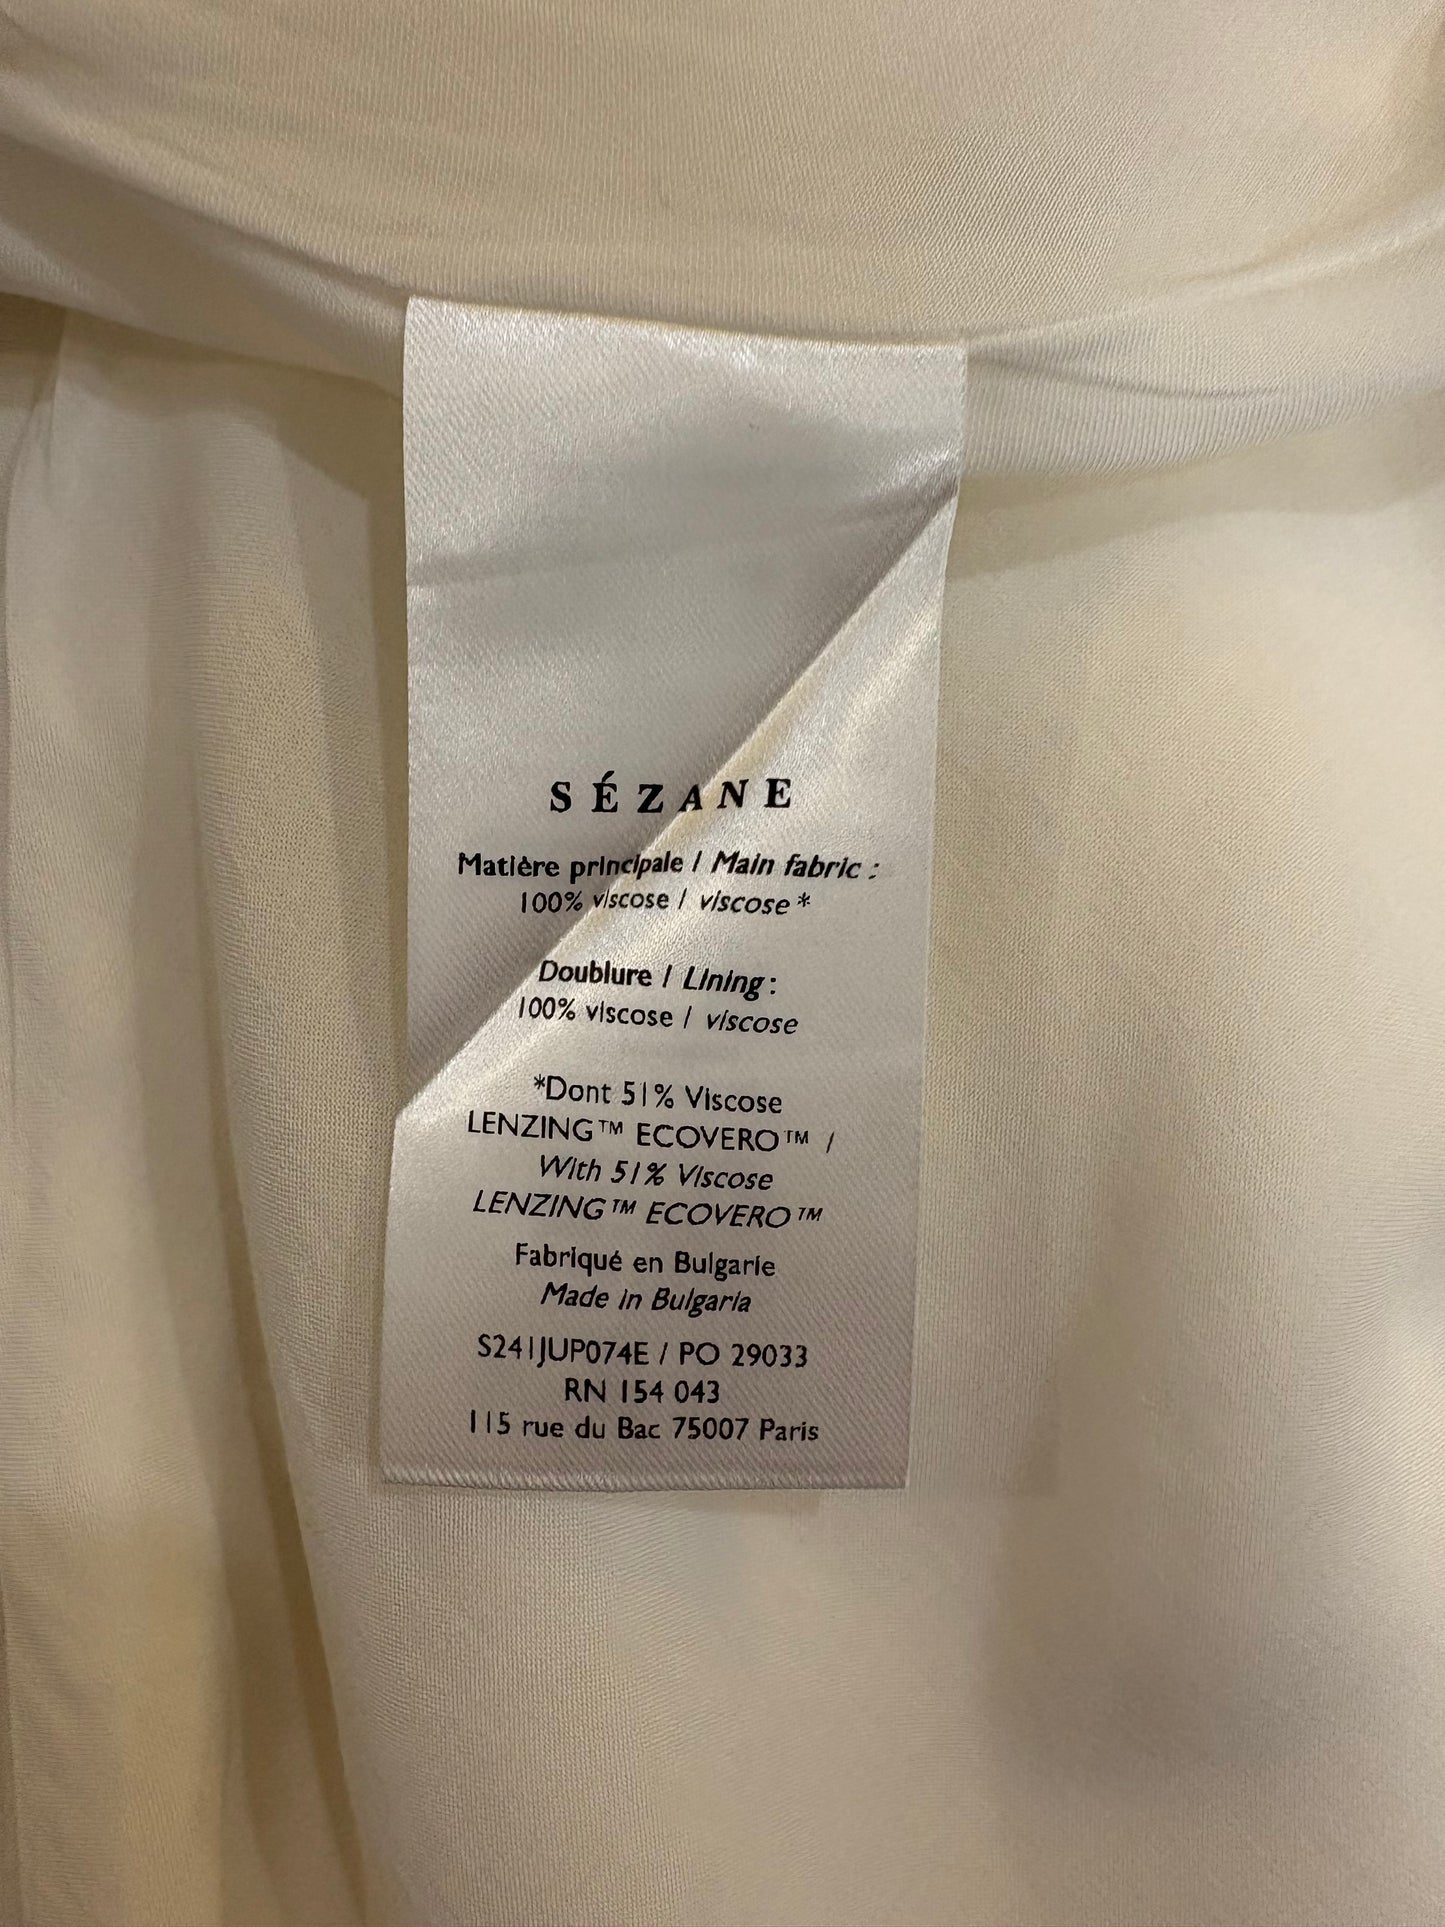 SÉZANE
Matière principale / Main fabric :
100% viscose / viscose *
Doublure / Lining :
100% viscose / viscose
*Dont 51% Viscose
LENZING™ ECOVERO™ /
With 51% Viscose
LENZING™ ECOVERO™
Fabriqué en Bulgarie
Made in Bulgaria
S241JUP074E / PO 29033
RN 154 043
115 rue du Bac 75007 Paris